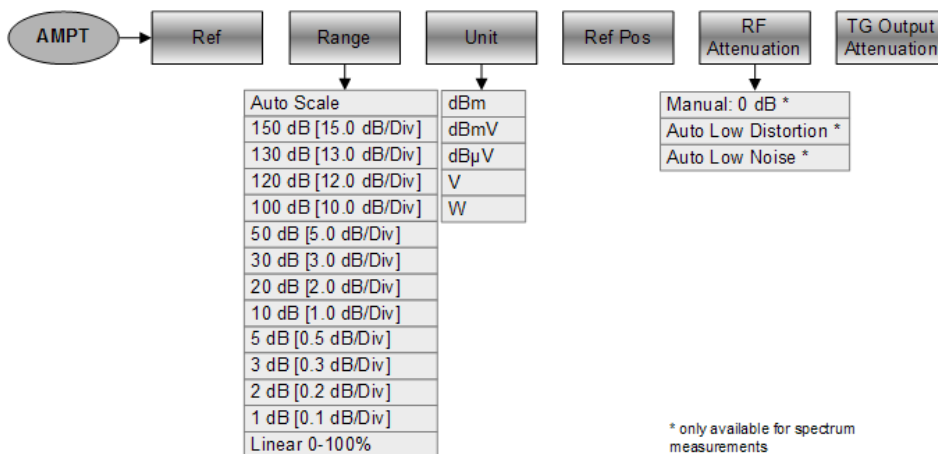 AMPT
Ref
Range
Unit
Ref Pos
RF
Attenuation
TG Output
Attenuation
Auto Scale
150 dB [15.0 dB/Div]
130 dB [13.0 dB/Div]
120 dB [12.0 dB/Div]
100 dB [10.0 dB/Div]
50 dB [5.0 dB/Div]
30 dB [3.0 dB/Div]
20 dB [2.0 dB/Div]
10 dB [1.0 dB/Div]
5 dB [0.5 dB/Div]
3 dB [0.3 dB/Div]
2 dB [0.2 dB/Div]
1 dB [0.1 dB/Div]
Linear 0-100%
dBm
dBmV
dBµV
V
W
Manual: 0 dB *
Auto Low Distortion *
Auto Low Noise *
* only available for spectrum
measurements